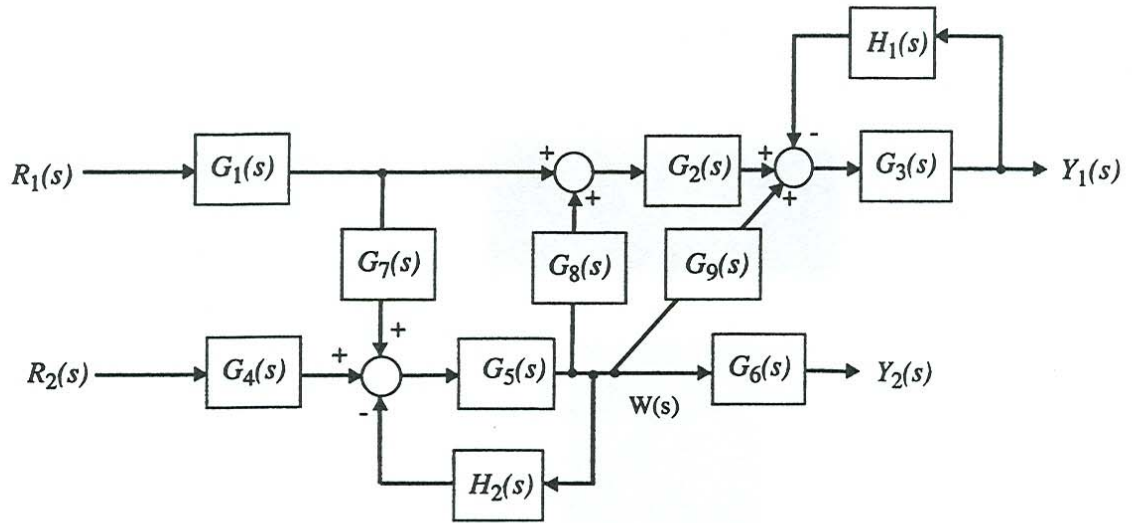 H₁(s)
-
R₁(s) G₁(s) + G₂(s) + G₃(s) Y₁(s)
+ +
G₇(s) G₈(s) G₉(s)
+
R₂(s) G₄(s) + G₅(s) G₆(s) Y₂(s)
- W(s)
H₂(s)